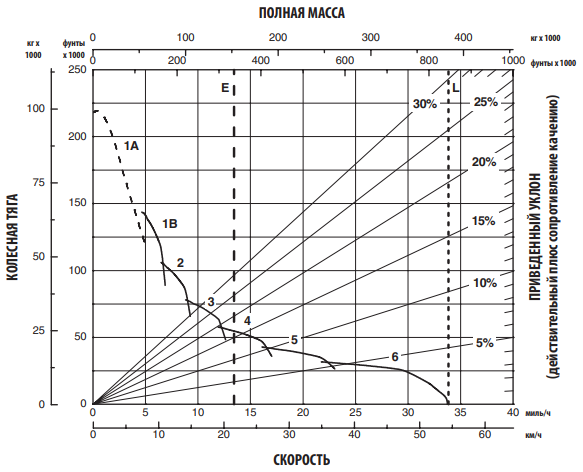 ПОЛНАЯ МАССА
0 100 200 300 400 кг x 1000
кг x 1000
фунты x 1000
0 200 400 600 800 1000 фунты x 1000
250
200
150
100
50
0
100
75
50
25
0
КОЛЕСНАЯ ТЯГА
E
L
1A
1B
2
3
4
5
6
30%
25%
20%
15%
10%
5%
ПРИВЕДЕННЫЙ УКЛОН
(действительный плюс сопротивление качению)
0 5 10 15 20 25 30 35 40 миль/ч
0 10 20 30 40 50 60 км/ч
СКОРОСТЬ